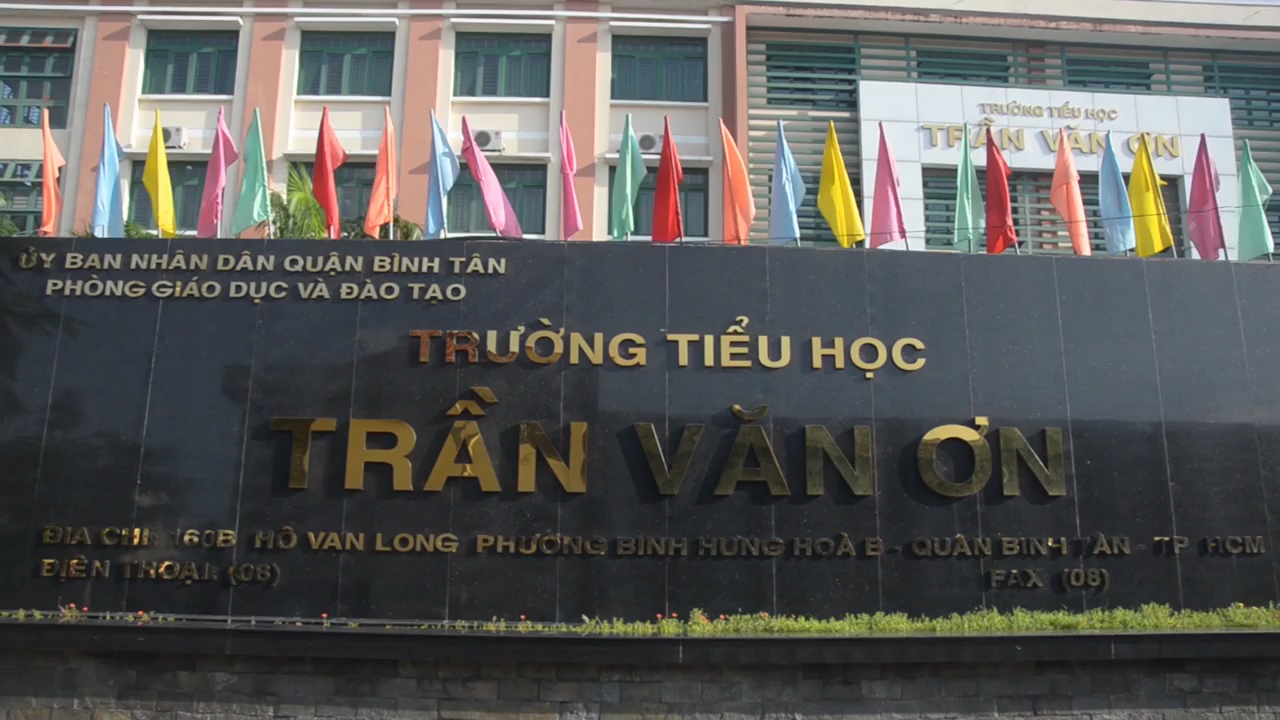 TRƯỜNG TIỂU HỌC
TRẦN VĂN ƠN
ỦY BAN NHÂN DÂN QUẬN BÌNH TÂN
PHÒNG GIÁO DỤC VÀ ĐÀO TẠO
TRƯỜNG TIỂU HỌC
TRẦN VĂN ƠN
ĐỊA CHỈ: 160B HỒ VĂN LONG PHƯỜNG BÌNH HƯNG HOÀ B - QUẬN BÌNH TÂN - TP HCM
ĐIỆN THOẠI: (08) FAX (08)